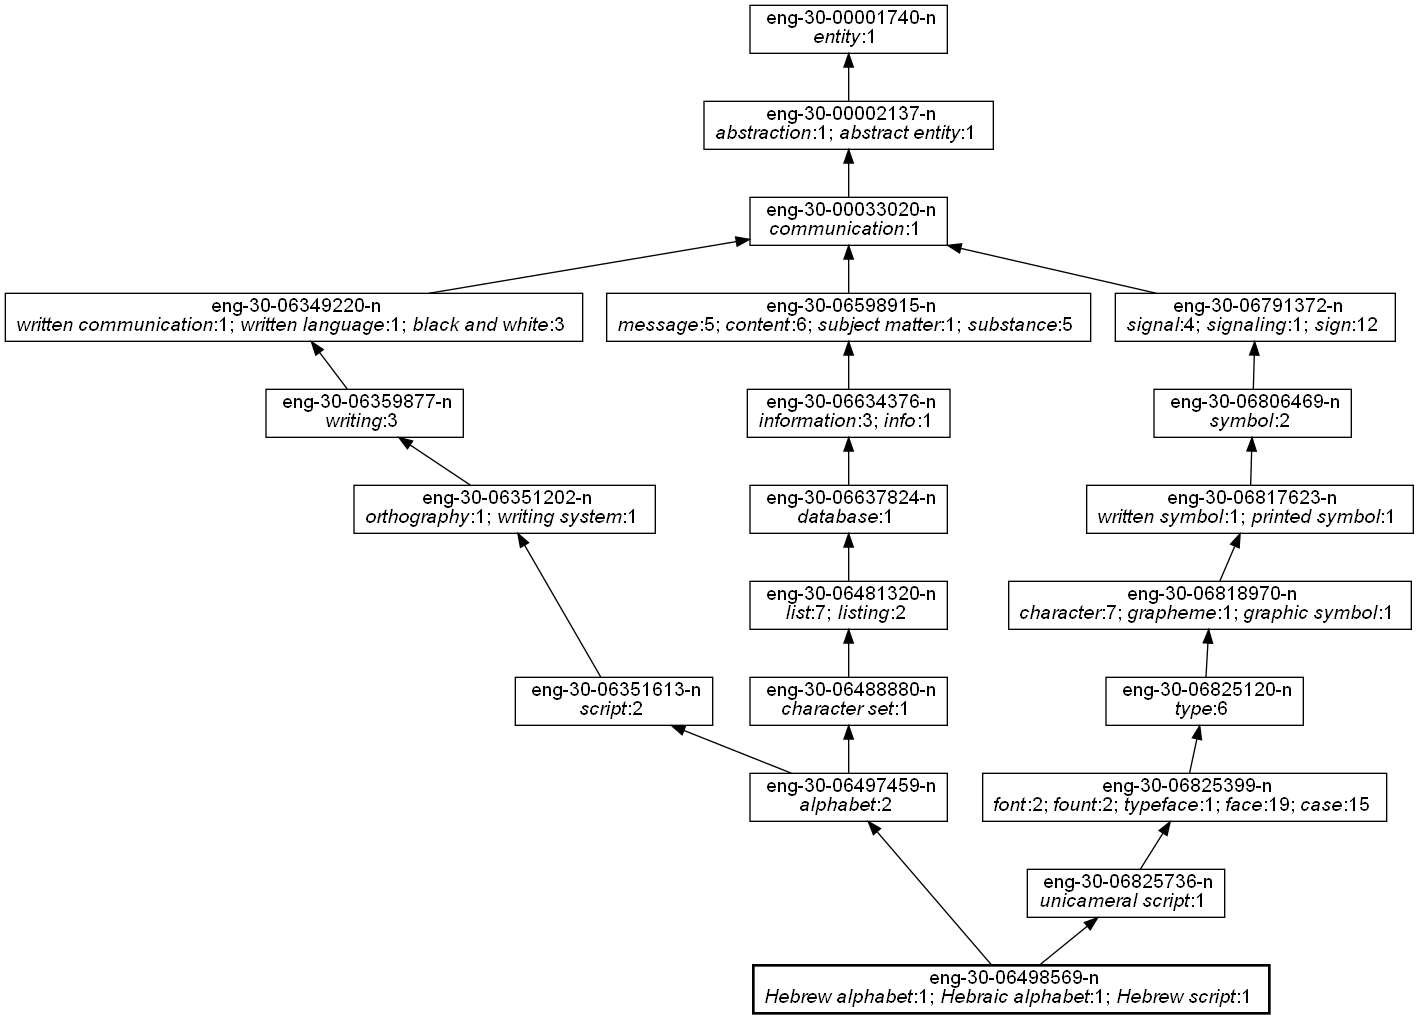 eng-30-00001740-n
entity:1
eng-30-00002137-n
abstraction:1; abstract entity:1
eng-30-00033020-n
communication:1
eng-30-06349220-n
written communication:1; written language:1; black and white:3
eng-30-06598915-n
message:5; content:6; subject matter:1; substance:5
eng-30-06791372-n
signal:4; signaling:1; sign:12
eng-30-06359877-n
writing:3
eng-30-06634376-n
information:3; info:1
eng-30-06806469-n
symbol:2
eng-30-06351202-n
orthography:1; writing system:1
eng-30-06637824-n
database:1
eng-30-06817623-n
written symbol:1; printed symbol:1
eng-30-06481320-n
list:7; listing:2
eng-30-06818970-n
character:7; grapheme:1; graphic symbol:1
eng-30-06351613-n
script:2
eng-30-06488880-n
character set:1
eng-30-06825120-n
type:6
eng-30-06497459-n
alphabet:2
eng-30-06825399-n
font:2; fount:2; typeface:1; face:19; case:15
eng-30-06825736-n
unicameral script:1
eng-30-06498569-n
Hebrew alphabet:1; Hebraic alphabet:1; Hebrew script:1